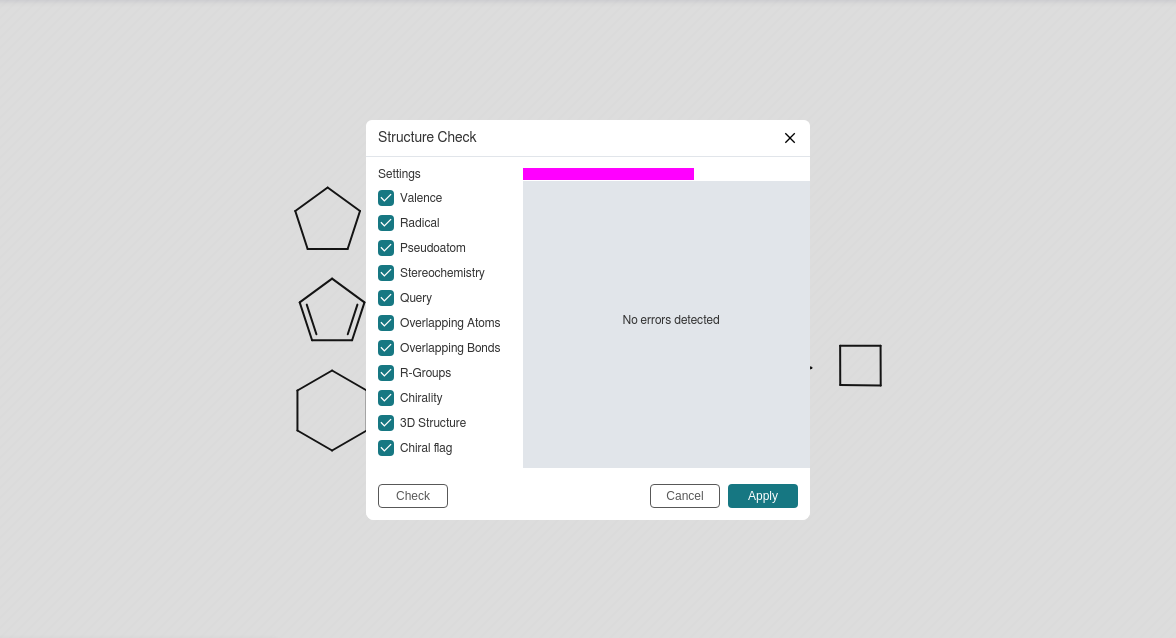 Structure Check
Settings
Valence
Radical
Pseudoatom
Stereochemistry
Query
Overlapping Atoms
Overlapping Bonds
R-Groups
Chirality
3D Structure
Chiral flag
No errors detected
Check
Cancel
Apply